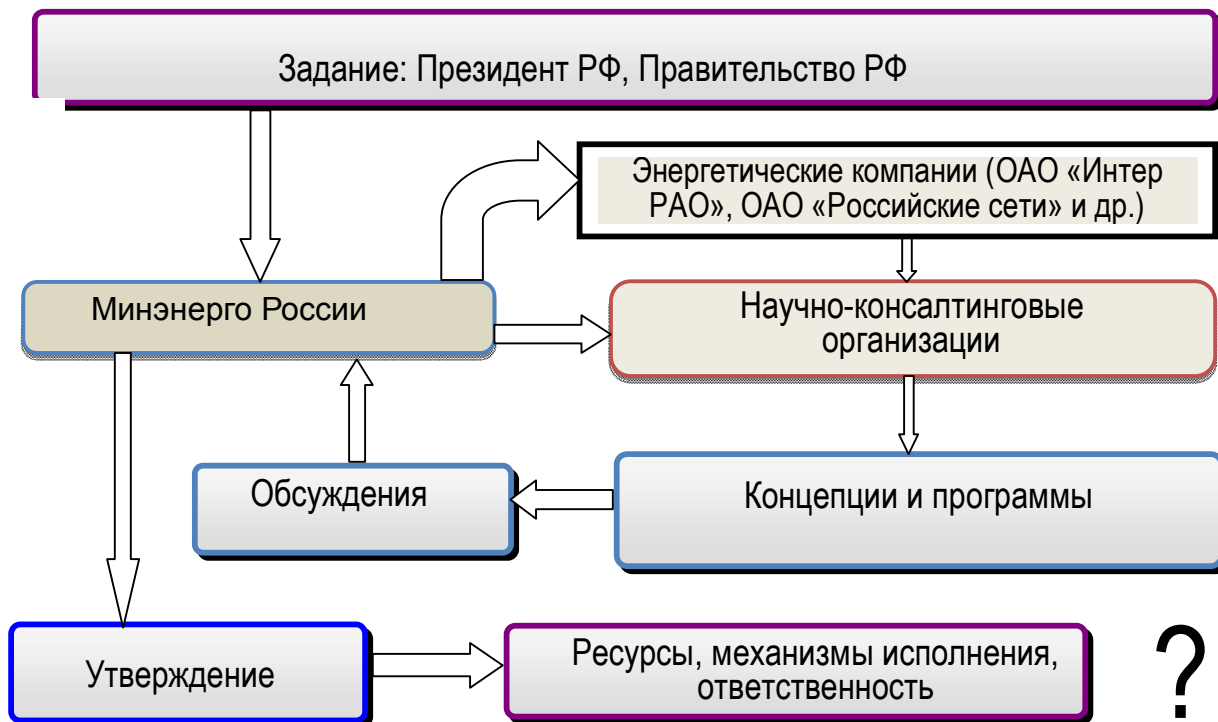 Задание: Президент РФ, Правительство РФ
Энергетические компании (ОАО «Интер
РАО», ОАО «Российские сети» и др.)
Минэнерго России
Научно-консалтинговые
организации
Обсуждения
Концепции и программы
Утверждение
Ресурсы, механизмы исполнения,
ответственность
?